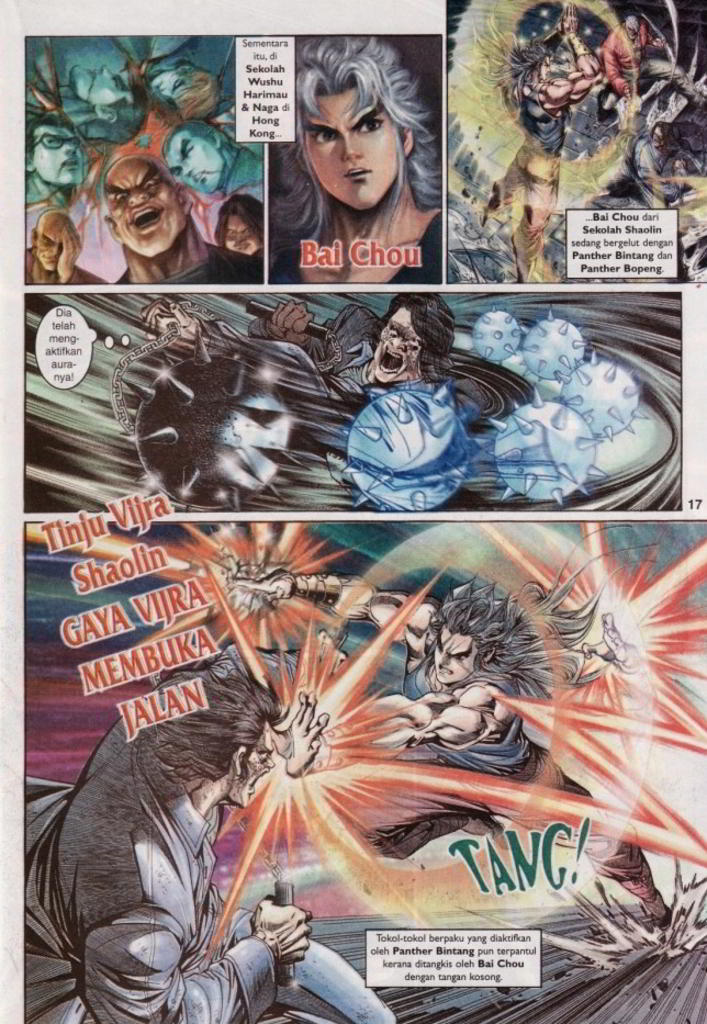 Sementara
itu, di
Sekolah
Wushu
Harimau
& Naga di
Hong
Kong...
Bai Chou
...Bai Chou dari
Sekolah Shaolin
sedang bergelut dengan
Panther Bintang dan
Panther Bopeng.
Dia
telah
meng-
aktifkan
aura-
nya!
17
Tinju Vijra
Shaolin
GAYA VIJRA
MEMBUKA
JALAN
TANG!
Tokol-tokol berpaku yang diaktifkan
oleh Panther Bintang pun terpantul
kerana ditangkis oleh Bai Chou
dengan tangan kosong.